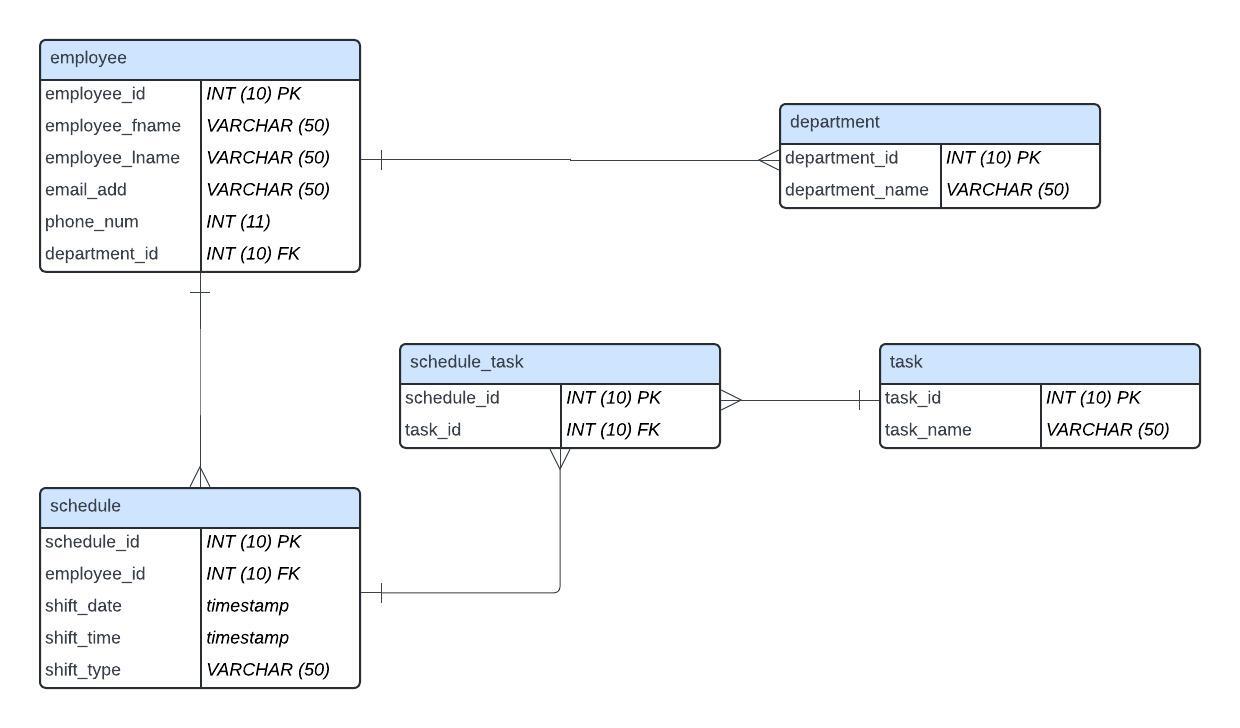 employee
employee_id INT (10) PK
employee_fname VARCHAR (50)
employee_lname VARCHAR (50)
email_add VARCHAR (50)
phone_num INT (11)
department_id INT (10) FK
department
department_id INT (10) PK
department_name VARCHAR (50)
schedule_task
schedule_id INT (10) PK
task_id INT (10) FK
task
task_id INT (10) PK
task_name VARCHAR (50)
schedule
schedule_id INT (10) PK
employee_id INT (10) FK
shift_date timestamp
shift_time timestamp
shift_type VARCHAR (50)